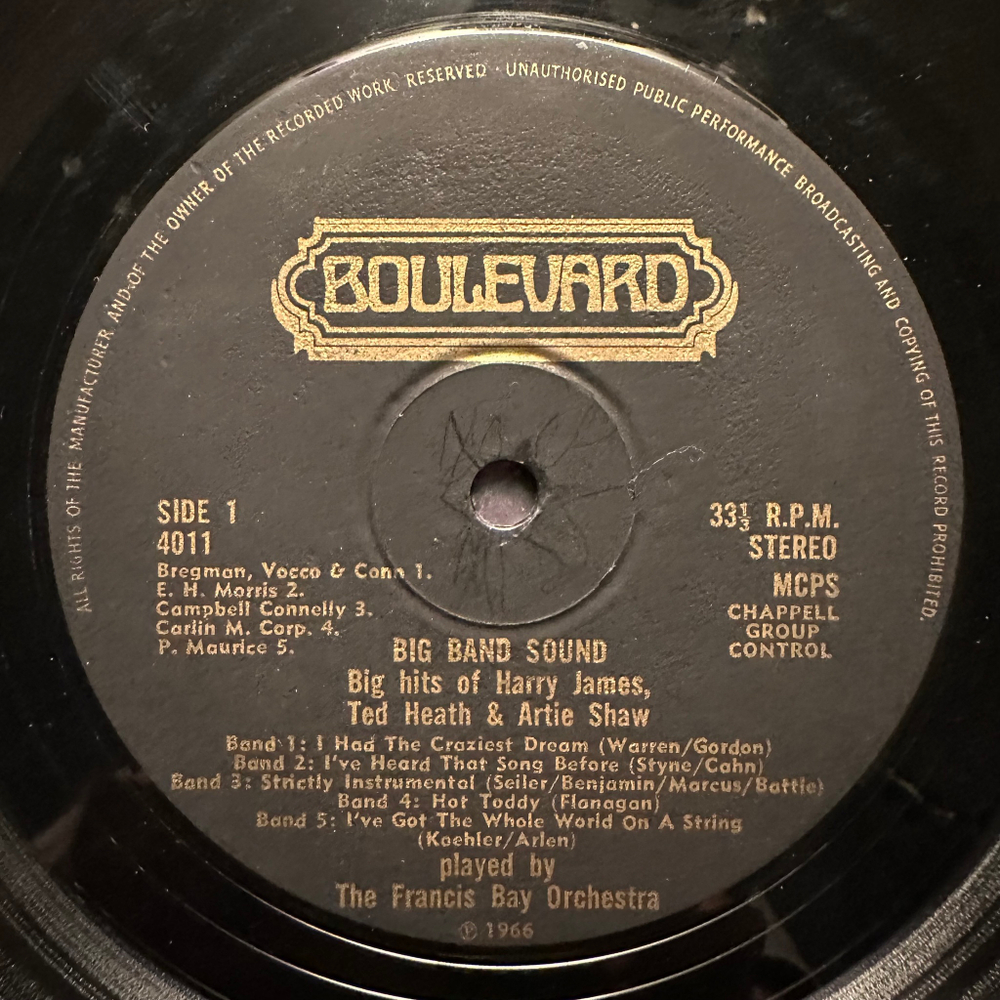 ALL RIGHTS OF THE MANUFACTURER AND OF THE OWNER OF THE RECORDED WORK RESERVED · UNAUTHORISED PUBLIC PERFORMANCE BROADCASTING AND COPYING OF THIS RECORD PROHIBITED.
BOULEVARD
SIDE 1
4011
Bregman, Vocco & Conn 1.
E. H. Morris 2.
Campbell Connelly 3.
Carlin M. Corp. 4.
P. Maurice 5.
33⅓ R.P.M.
STEREO
MCPS
CHAPPELL
GROUP
CONTROL
BIG BAND SOUND
Big hits of Harry James,
Ted Heath & Artie Shaw
Band 1: I Had The Craziest Dream (Warren/Gordon)
Band 2: I've Heard That Song Before (Styne/Cahn)
Band 3: Strictly Instrumental (Seiler/Benjamin/Marcus/Battle)
Band 4: Hot Toddy (Flanagan)
Band 5: I've Got The Whole World On A String
(Koehler/Arlen)
played by
The Francis Bay Orchestra
℗ 1966